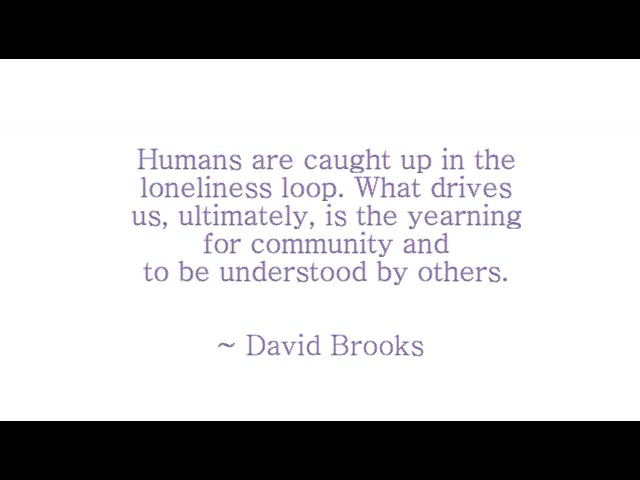 Humans are caught up in the
loneliness loop. What drives
us, ultimately, is the yearning
for community and
to be understood by others.
~ David Brooks